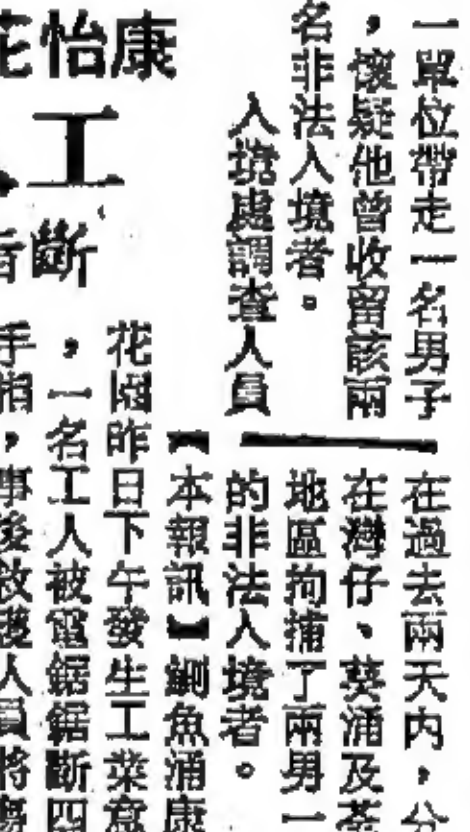 一單位帶走一名男子
，懷疑他曾收留該兩
名非法入境者。
入境處調查人員
在過去兩天內，分
在灣仔、葵涌及荃
地區拘捕了兩男一
的非法入境者。
康怡花
工
斷
【本報訊】鰂魚涌康
花園昨日下午發生工業意
，一名工人被電鋸鋸斷四
手指，事後救護人員將傷